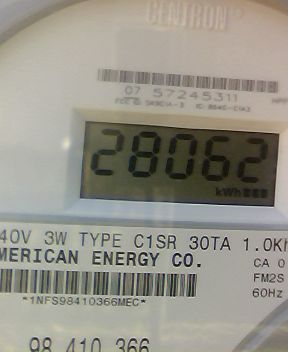 CENTRON
07 57245311
28062
kWh
40V 3W TYPE C1SR 30TA 1.0Kh
MERICAN ENERGY CO.
CA 0
FM2S
*1NFS98410366MEC*
60Hz
98 410 366